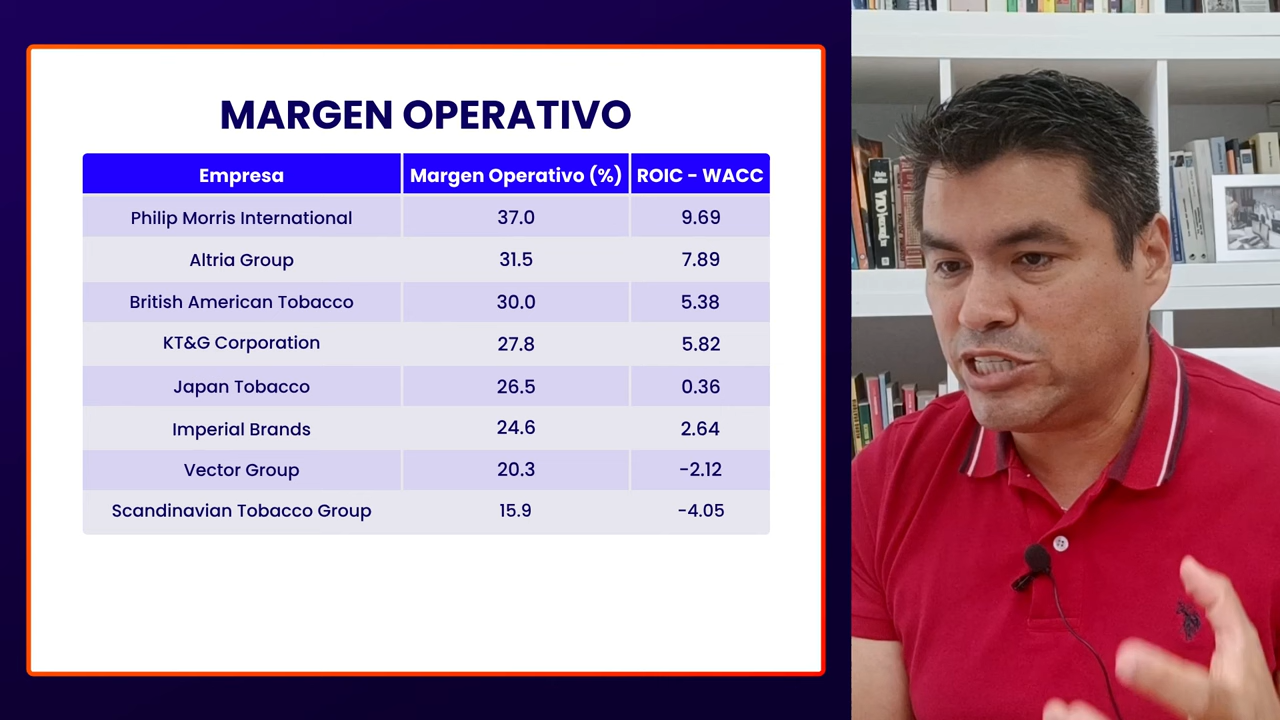 MARGEN OPERATIVO
Empresa Margen Operativo (%) ROIC - WACC
Philip Morris International 37.0 9.69
Altria Group 31.5 7.89
British American Tobacco 30.0 5.38
KT&G Corporation 27.8 5.82
Japan Tobacco 26.5 0.36
Imperial Brands 24.6 2.64
Vector Group 20.3 -2.12
Scandinavian Tobacco Group 15.9 -4.05